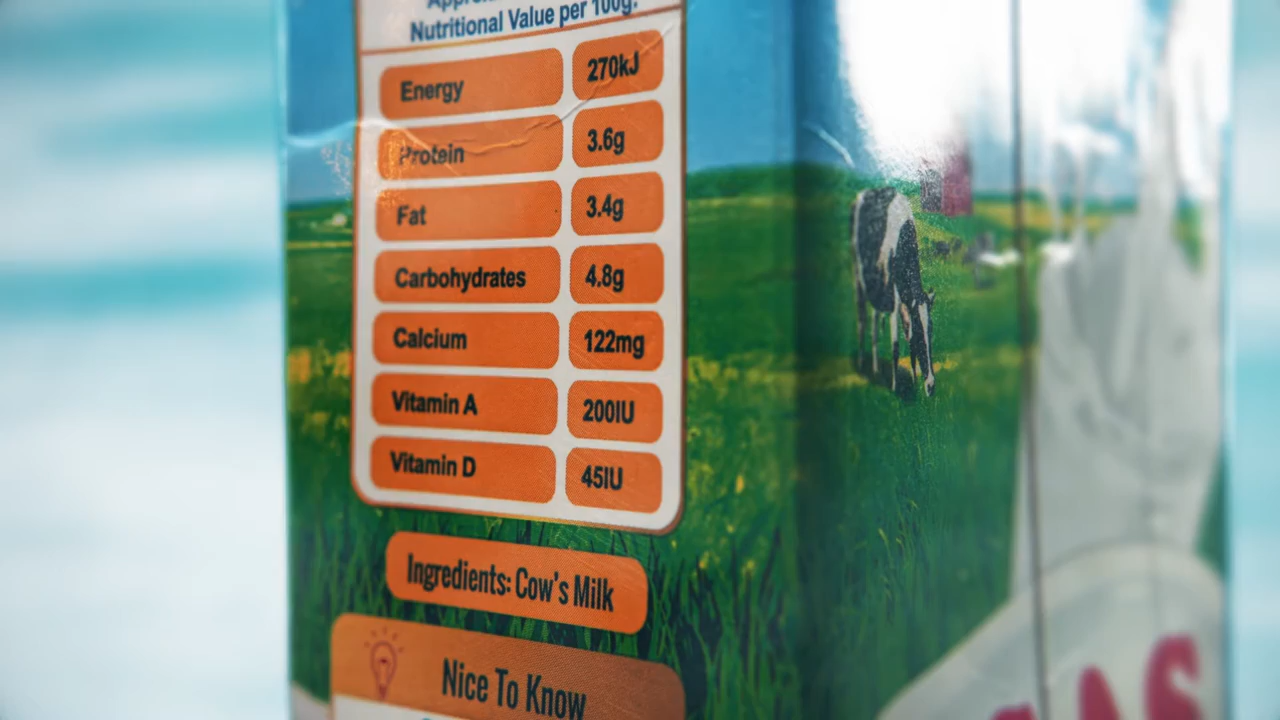 Nutritional Value per 100g.
Energy 270kJ
Protein 3.6g
Fat 3.4g
Carbohydrates 4.8g
Calcium 122mg
Vitamin A 200IU
Vitamin D 45IU
Ingredients: Cow's Milk
Nice To Know